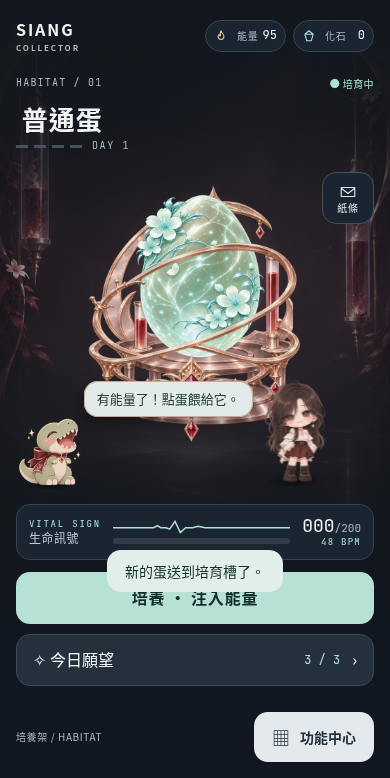 SIANG
COLLECTOR
能量 95
化石 0
HABITAT / 01
培育中
普通蛋
DAY 1
紙條
有能量了！點蛋餵給它。
VITAL SIGN
生命訊號
000/200
48 BPM
新的蛋送到培育槽了。
培養 · 注入能量
✧ 今日願望
3 / 3 ›
培養架 / HABITAT
功能中心